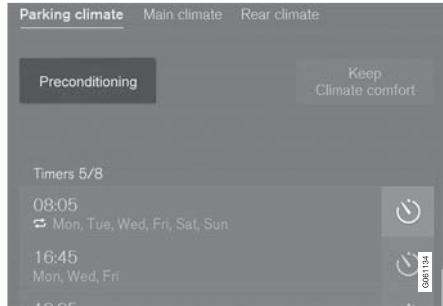 Parking climate Main climate Rear climate
Preconditioning
Keep
Climate comfort
Timers 5/8
08:05
Mon, Tue, Wed, Fri, Sat, Sun
16:45
Mon, Wed, Fri
G061134